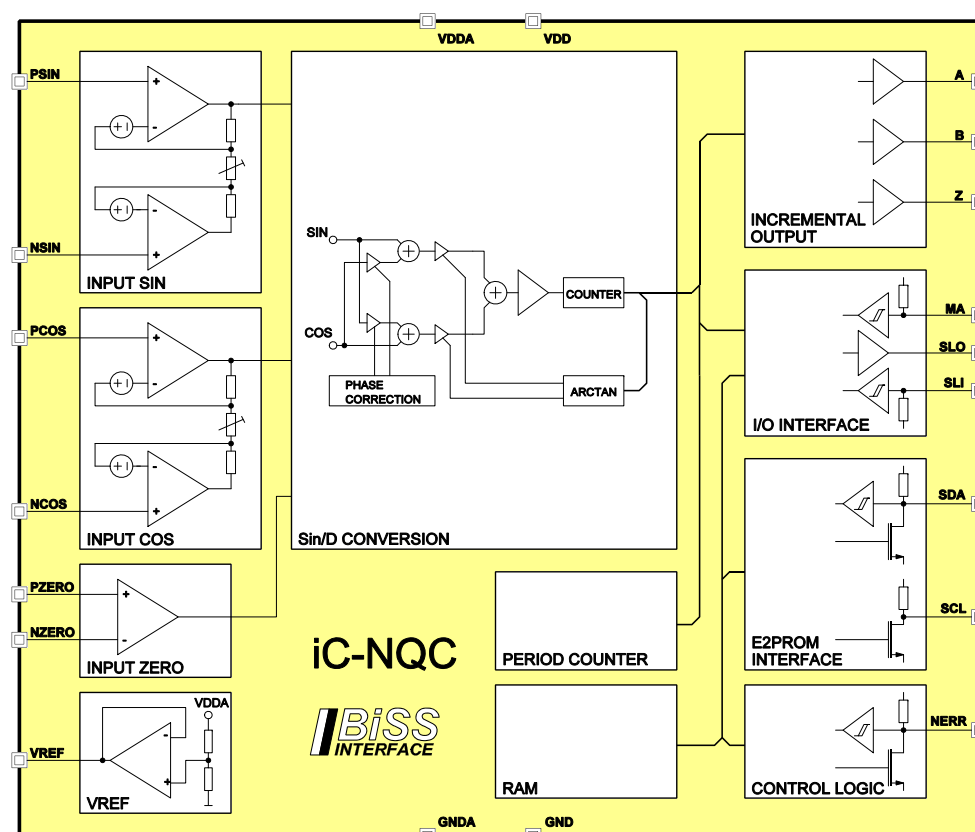 VDDA
VDD
PSIN
NSIN
INPUT SIN
PCOS
NCOS
INPUT COS
PZERO
NZERO
INPUT ZERO
VREF
VDDA
VREF
SIN
COS
PHASE
CORRECTION
COUNTER
ARCTAN
Sin/D CONVERSION
iC-NQC
BiSS
INTERFACE
PERIOD COUNTER
RAM
A
B
Z
INCREMENTAL
OUTPUT
MA
SLO
SLI
I/O INTERFACE
SDA
SCL
E2PROM
INTERFACE
NERR
CONTROL LOGIC
GNDA
GND